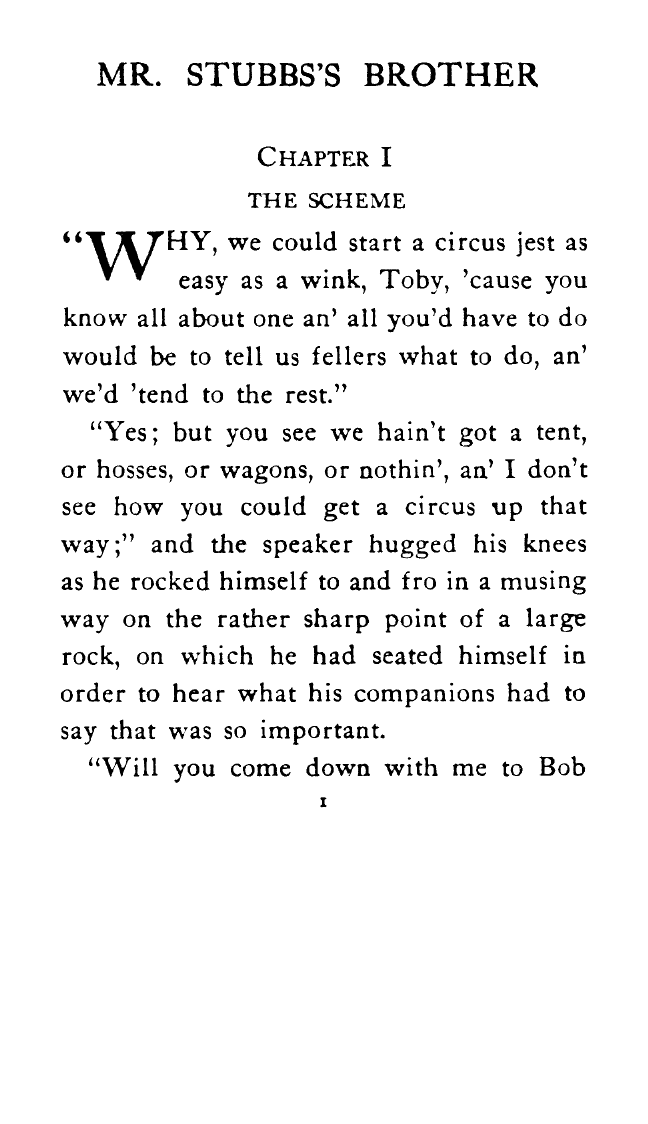 MR. STUBBS'S BROTHER
CHAPTER I
THE SCHEME
“WHY, we could start a circus jest as
easy as a wink, Toby, ’cause you
know all about one an’ all you’d have to do
would be to tell us fellers what to do, an’
we’d ’tend to the rest.”
“Yes; but you see we hain’t got a tent,
or hosses, or wagons, or nothin’, an’ I don’t
see how you could get a circus up that
way;” and the speaker hugged his knees
as he rocked himself to and fro in a musing
way on the rather sharp point of a large
rock, on which he had seated himself in
order to hear what his companions had to
say that was so important.
“Will you come down with me to Bob
1